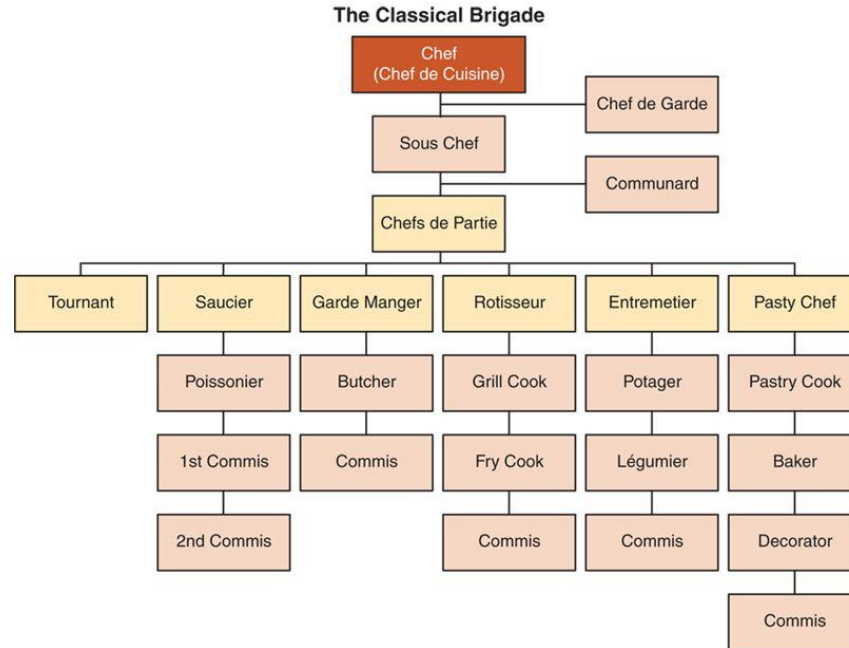 The Classical Brigade
Chef
(Chef de Cuisine)
Chef de Garde
Sous Chef
Communard
Chefs de Partie
Tournant
Saucier
Garde Manger
Rotisseur
Entremetier
Pasty Chef
Poissonier
Butcher
Grill Cook
Potager
Pastry Cook
1st Commis
Commis
Fry Cook
Légumier
Baker
2nd Commis
Commis
Commis
Decorator
Commis